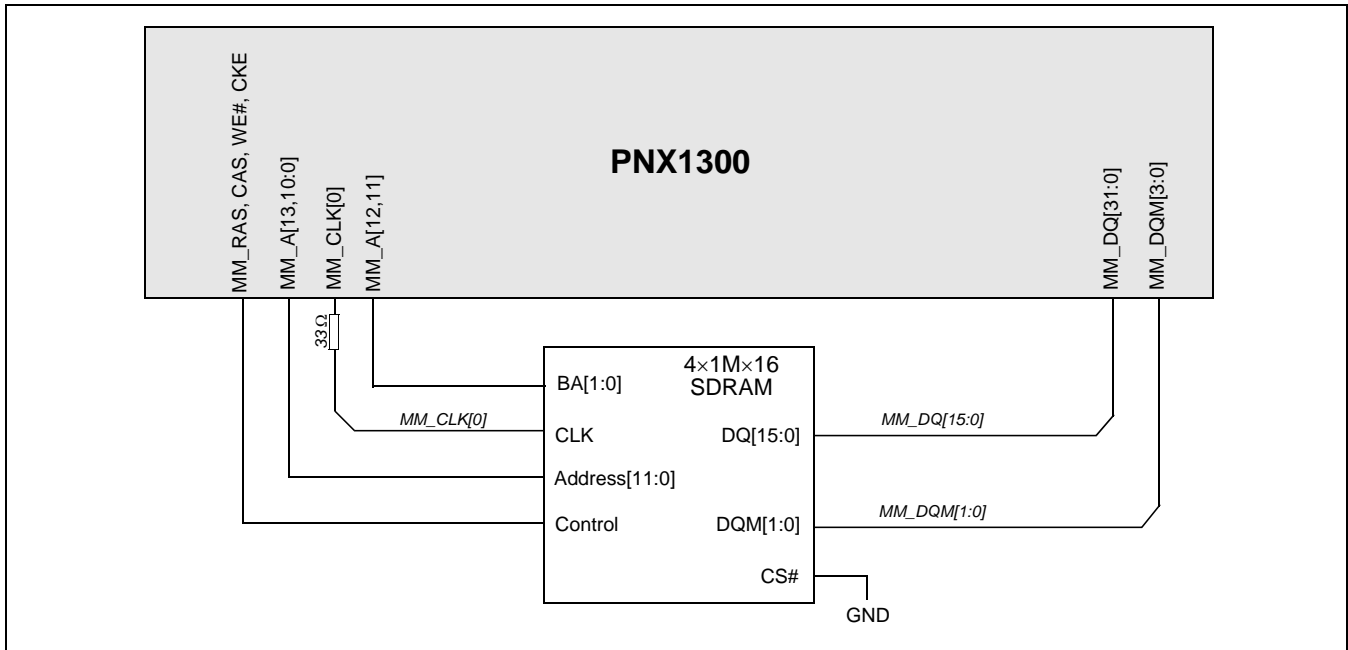 MM_RAS, CAS, WE#, CKE
MM_A[13,10:0]
MM_CLK[0]
MM_A[12,11]
PNX1300
MM_DQ[31:0]
MM_DQM[3:0]
33Ω
4×1M×16
SDRAM
BA[1:0]
MM_CLK[0]
CLK
DQ[15:0]
MM_DQ[15:0]
Address[11:0]
Control
DQM[1:0]
MM_DQM[1:0]
CS#
GND